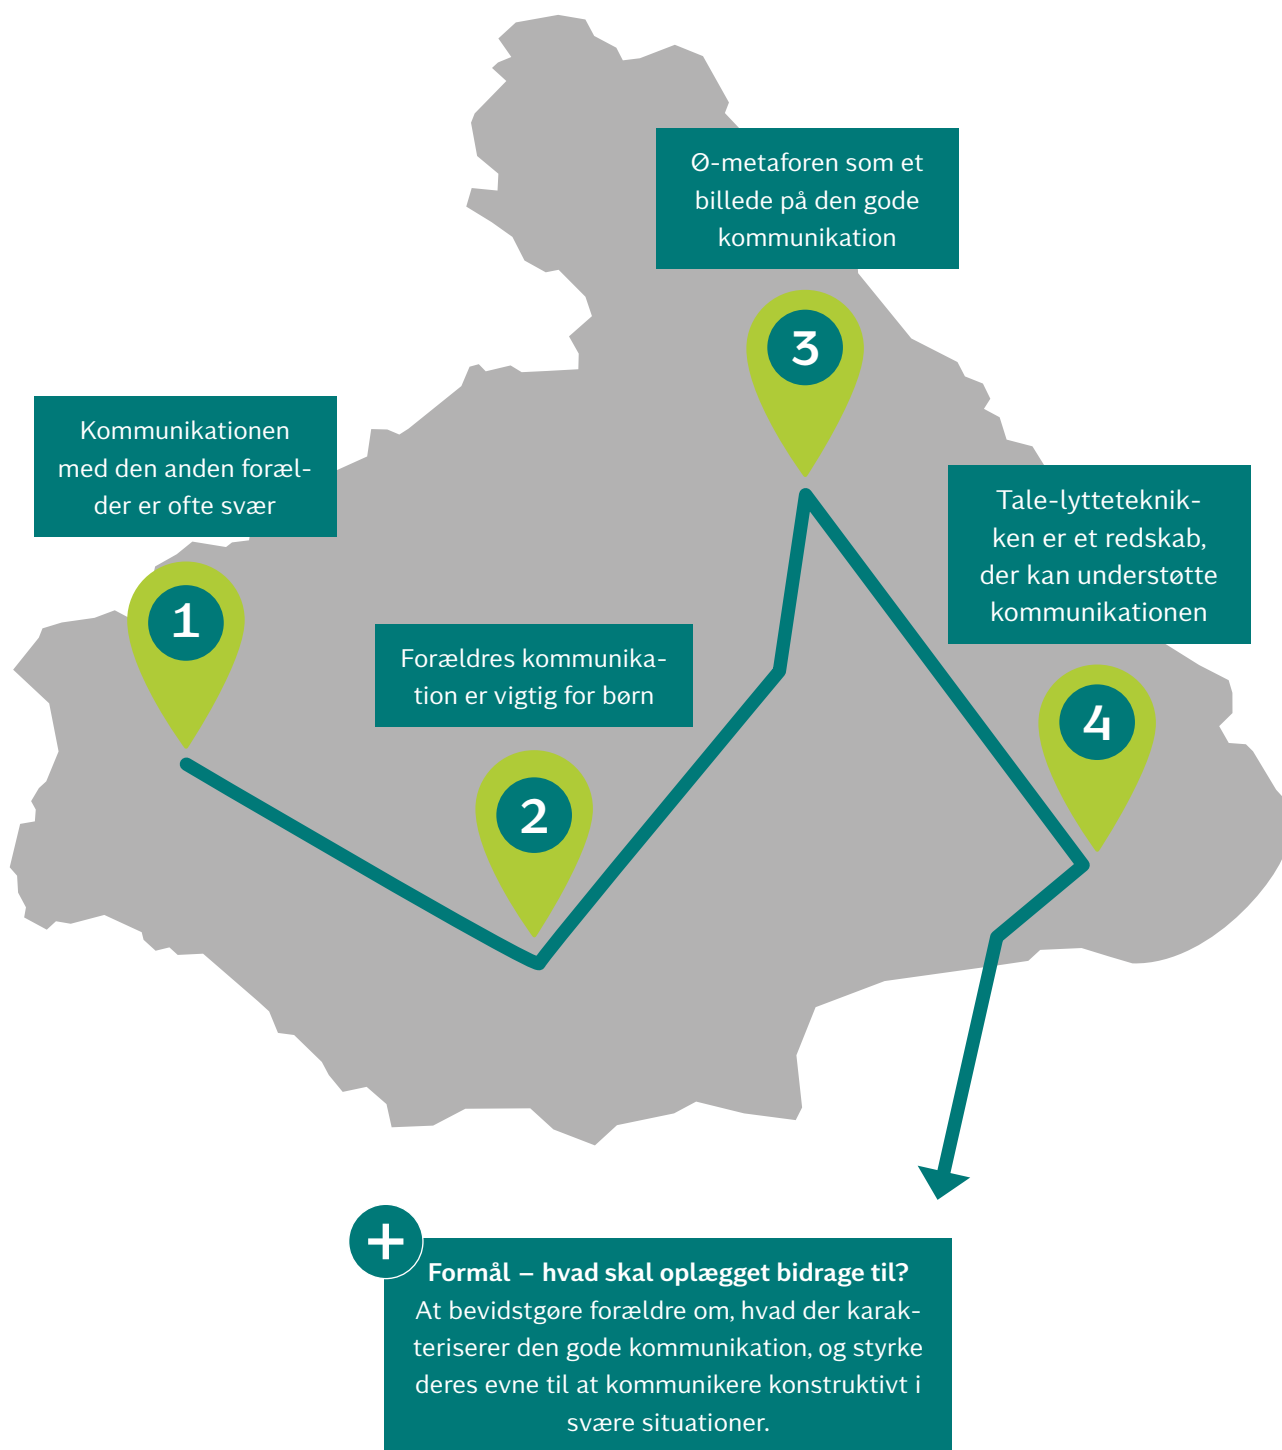 Kommunikationen
med den anden foræl-
der er ofte svær
1
Forældres kommunika-
tion er vigtig for børn
2
Ø-metaforen som et
billede på den gode
kommunikation
3
Tale-lytteteknik-
ken er et redskab,
der kan understøtte
kommunikationen
4
+
Formål – hvad skal oplægget bidrage til?
At bevidstgøre forældre om, hvad der karak-
teriserer den gode kommunikation, og styrke
deres evne til at kommunikere konstruktivt i
svære situationer.